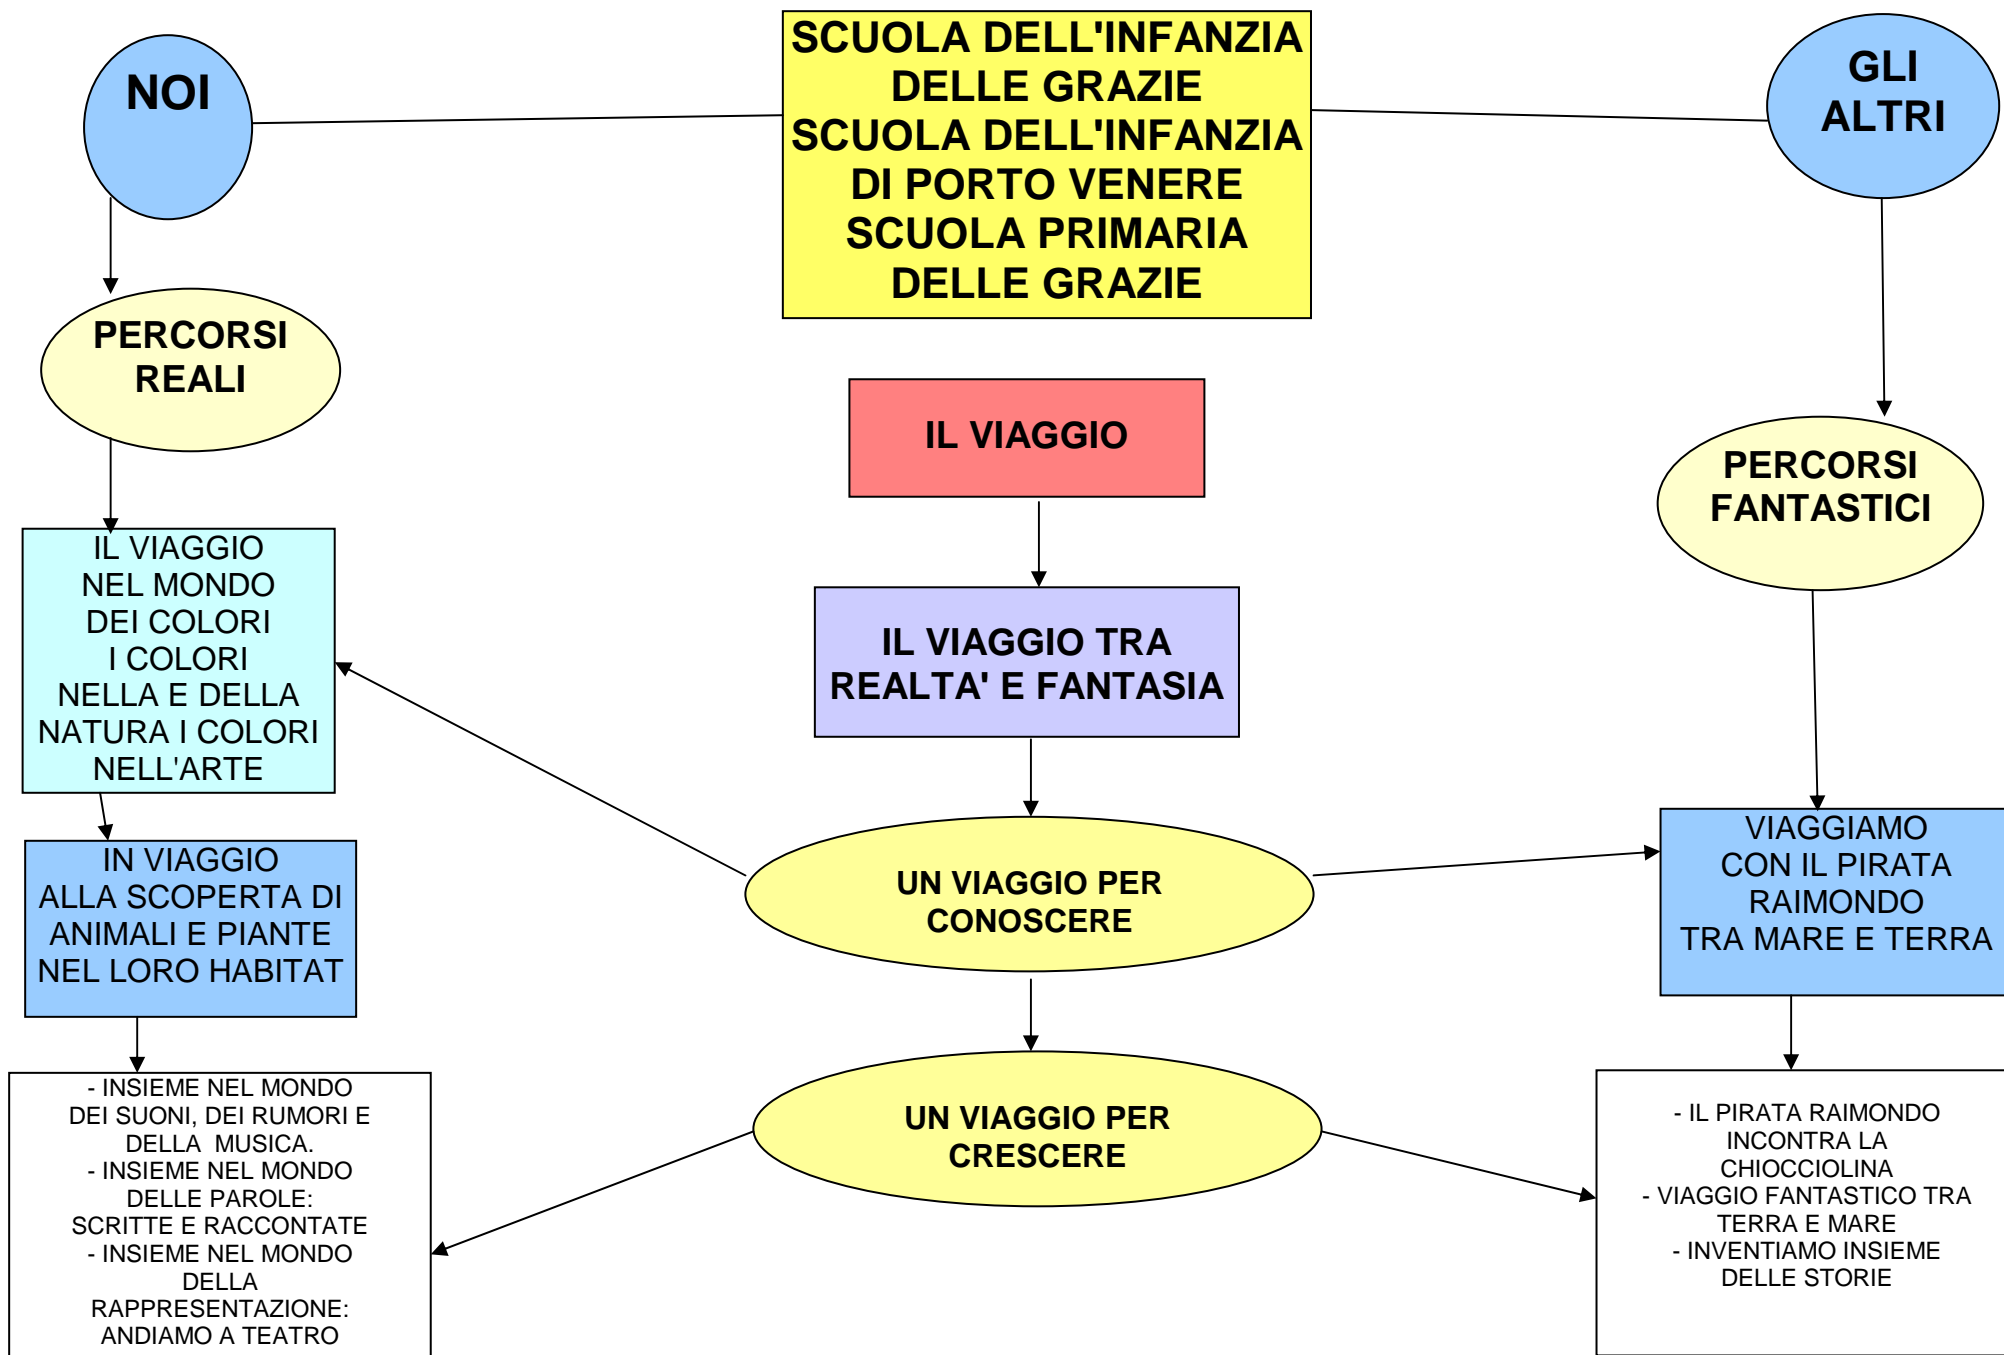 NOI
SCUOLA DELL'INFANZIA
DELLE GRAZIE
SCUOLA DELL'INFANZIA
DI PORTO VENERE
SCUOLA PRIMARIA
DELLE GRAZIE
GLI
ALTRI
PERCORSI
REALI
IL VIAGGIO
PERCORSI
FANTASTICI
IL VIAGGIO
NEL MONDO
DEI COLORI
I COLORI
NELLA E DELLA
NATURA I COLORI
NELL'ARTE
IL VIAGGIO TRA
REALTA' E FANTASIA
IN VIAGGIO
ALLA SCOPERTA DI
ANIMALI E PIANTE
NEL LORO HABITAT
UN VIAGGIO PER
CONOSCERE
VIAGGIAMO
CON IL PIRATA
RAIMONDO
TRA MARE E TERRA
- INSIEME NEL MONDO
DEI SUONI, DEI RUMORI E
DELLA  MUSICA.
- INSIEME NEL MONDO
DELLE PAROLE:
SCRITTE E RACCONTATE
- INSIEME NEL MONDO
DELLA
RAPPRESENTAZIONE:
ANDIAMO A TEATRO
UN VIAGGIO PER
CRESCERE
- IL PIRATA RAIMONDO
INCONTRA LA
CHIOCCIOLINA
- VIAGGIO FANTASTICO TRA
TERRA E MARE
- INVENTIAMO INSIEME
DELLE STORIE